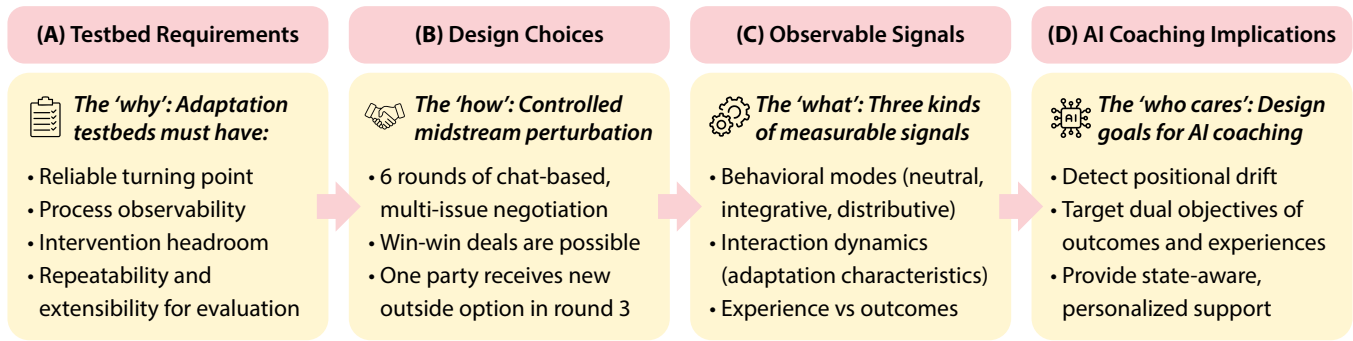 (A) Testbed Requirements
The ‘why’: Adaptation
testbeds must have:
• Reliable turning point
• Process observability
• Intervention headroom
• Repeatability and
extensibility for evaluation
(B) Design Choices
The ‘how’: Controlled
midstream perturbation
• 6 rounds of chat-based,
multi-issue negotiation
• Win-win deals are possible
• One party receives new
outside option in round 3
(C) Observable Signals
The ‘what’: Three kinds
of measurable signals
• Behavioral modes (neutral,
integrative, distributive)
• Interaction dynamics
(adaptation characteristics)
• Experience vs outcomes
(D) AI Coaching Implications
AI
The ‘who cares’: Design
goals for AI coaching
• Detect positional drift
• Target dual objectives of
outcomes and experiences
• Provide state-aware,
personalized support